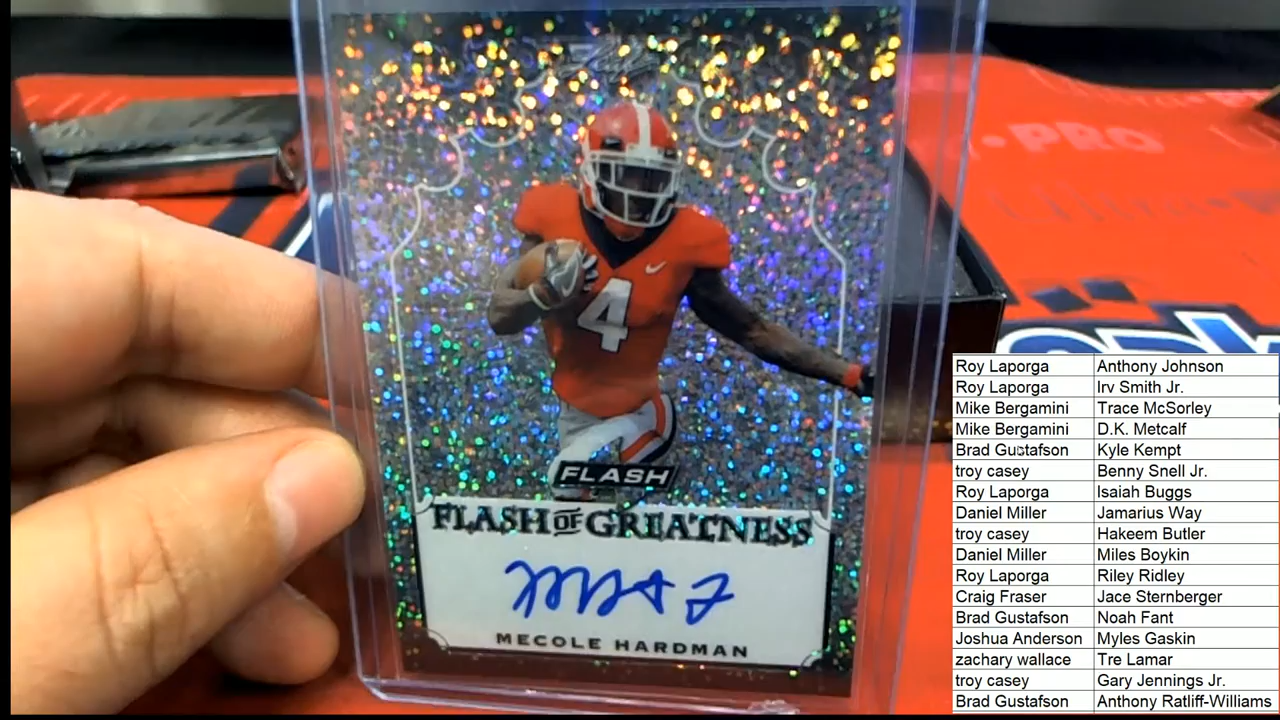 4
FLASH
FLASH OF GREATNESS
MECOLE HARDMAN
PRO
Roy Laporga Anthony Johnson
Roy Laporga Irv Smith Jr.
Mike Bergamini Trace McSorley
Mike Bergamini D.K. Metcalf
Brad Gustafson Kyle Kempt
troy casey Benny Snell Jr.
Roy Laporga Isaiah Buggs
Daniel Miller Jamarius Way
troy casey Hakeem Butler
Daniel Miller Miles Boykin
Roy Laporga Riley Ridley
Craig Fraser Jace Sternberger
Brad Gustafson Noah Fant
Joshua Anderson Myles Gaskin
zachary wallace Tre Lamar
troy casey Gary Jennings Jr.
Brad Gustafson Anthony Ratliff-Williams